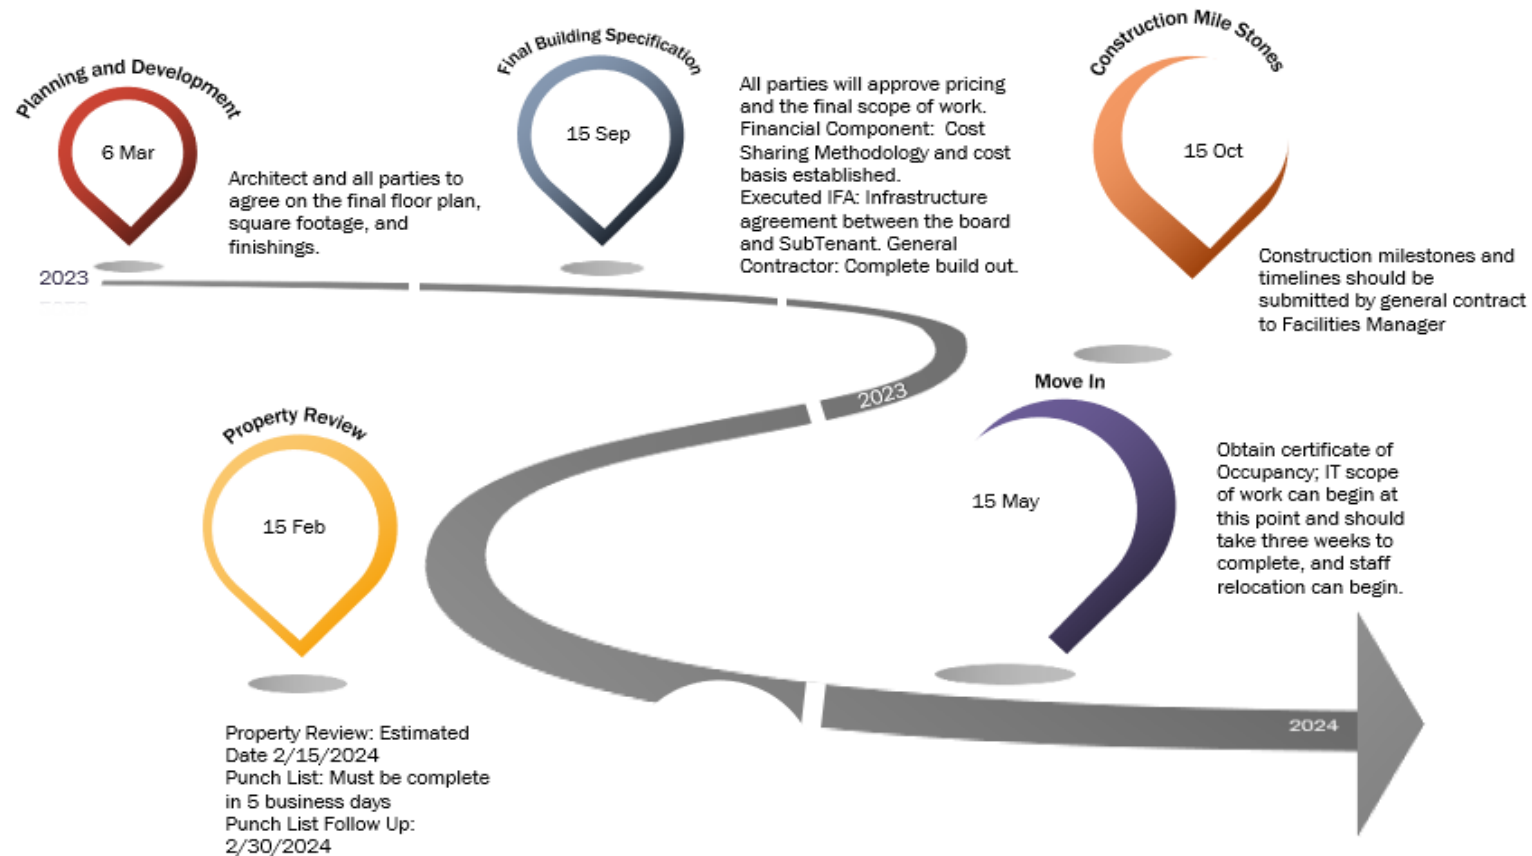 Planning and Development
6 Mar
Architect and all parties to
agree on the final floor plan,
square footage, and
finishings.
2023
Final Building Specification
15 Sep
All parties will approve pricing
and the final scope of work.
Financial Component:  Cost
Sharing Methodology and cost
basis established.
Executed IFA: Infrastructure
agreement between the board
and SubTenant. General
Contractor: Complete build out.
Construction Mile Stones
15 Oct
Construction milestones and
timelines should be
submitted by general contract
to Facilities Manager
2023
Property Review
15 Feb
Property Review: Estimated
Date 2/15/2024
Punch List: Must be complete
in 5 business days
Punch List Follow Up:
2/30/2024
Move In
15 May
Obtain certificate of
Occupancy; IT scope
of work can begin at
this point and should
take three weeks to
complete, and staff
relocation can begin.
2024